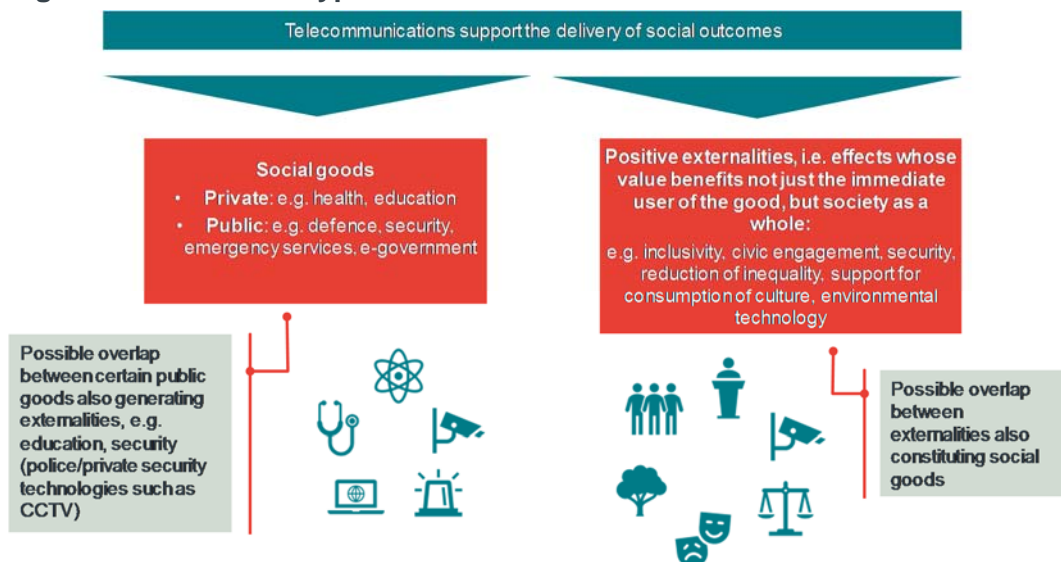 Telecommunications support the delivery of social outcomes
Social goods
• Private: e.g. health, education
• Public: e.g. defence, security,
emergency services, e-government
Positive externalities, i.e. effects whose
value benefits not just the immediate
user of the good, but society as a
whole:
e.g. inclusivity, civic engagement, security,
reduction of inequality, support for
consumption of culture, environmental
technology
Possible overlap
between certain public
goods also generating
externalities, e.g.
education, security
(police/private security
technologies such as
CCTV)
Possible overlap
between
externalities also
constituting social
goods